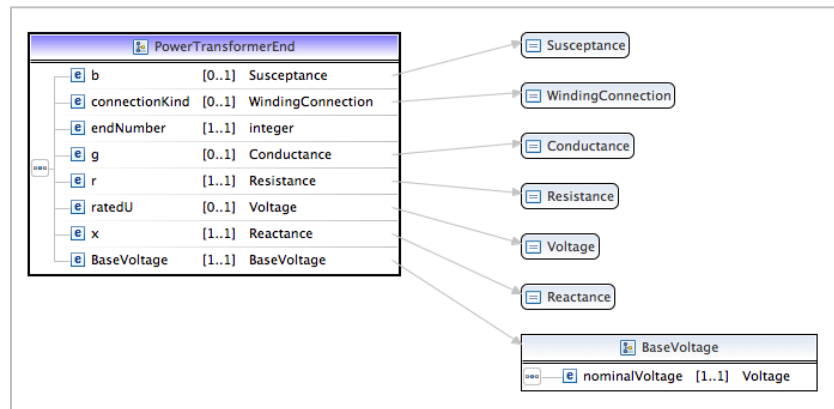 PowerTransformerEnd
e b [0..1] Susceptance
e connectionKind [0..1] WindingConnection
e endNumber [1..1] integer
e g [0..1] Conductance
e r [1..1] Resistance
e ratedU [0..1] Voltage
e x [1..1] Reactance
e BaseVoltage [1..1] BaseVoltage
Susceptance
WindingConnection
Conductance
Resistance
Voltage
Reactance
BaseVoltage
e nominalVoltage [1..1] Voltage